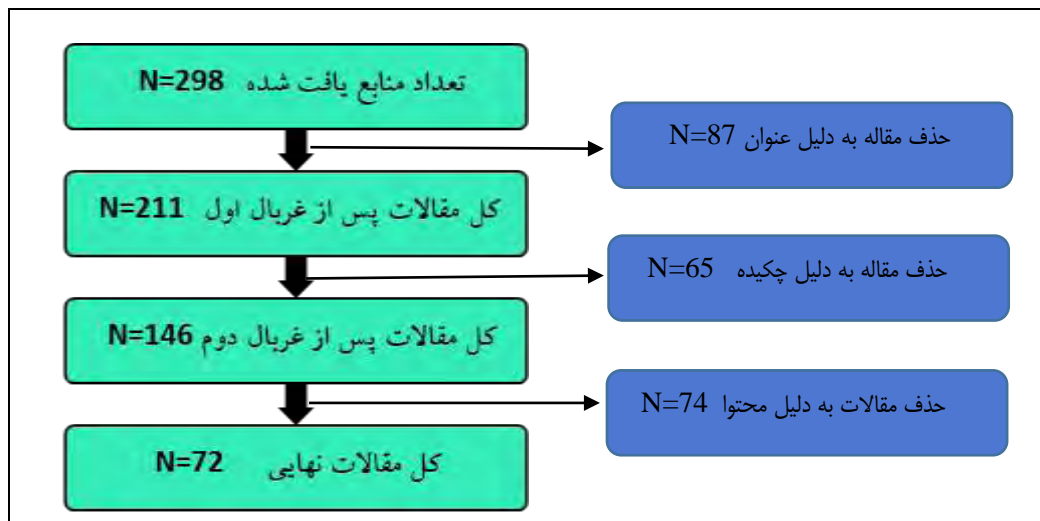 تعداد منابع یافت شده N=298
حذف مقاله به دلیل عنوان N=87
کل مقالات پس از غربال اول N=211
حذف مقاله به دلیل چکیده N=65
کل مقالات پس از غربال دوم N=146
حذف مقالات به دلیل محتوا N=74
کل مقالات نهایی N=72